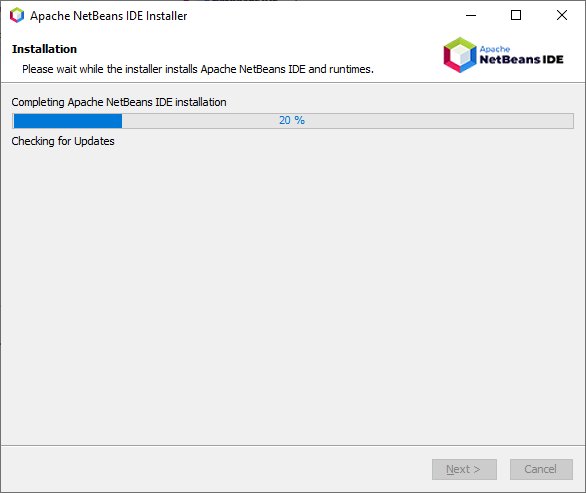 Apache NetBeans IDE Installer
Installation
Please wait while the installer installs Apache NetBeans IDE and runtimes.
Apache
NetBeans IDE
Completing Apache NetBeans IDE installation
20 %
Checking for Updates
Next >
Cancel